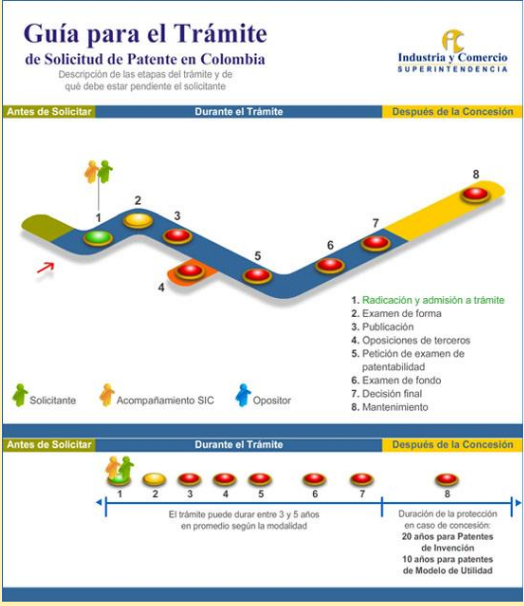 Guía para el Trámite
de Solicitud de Patente en Colombia
Descripción de las etapas del trámite y de
qué debe estar pendiente el solicitante
Industria y Comercio
SUPERINTENDENCIA
Antes de Solicitar
Durante el Trámite
Después de la Concesión
1
2
3
4
5
6
7
8
1. Radicación y admisión a trámite
2. Examen de forma
3. Publicación
4. Oposiciones de terceros
5. Petición de examen de
patentabilidad
6. Examen de fondo
7. Decisión final
8. Mantenimiento
Solicitante
Acompañamiento SIC
Opositor
Antes de Solicitar
Durante el Trámite
Después de la Concesión
1
2
3
4
5
6
7
8
El trámite puede durar entre 3 y 5 años
en promedio según la modalidad
Duración de la protección
en caso de concesión:
20 años para Patentes
de Invención
10 años para patentes
de Modelo de Utilidad